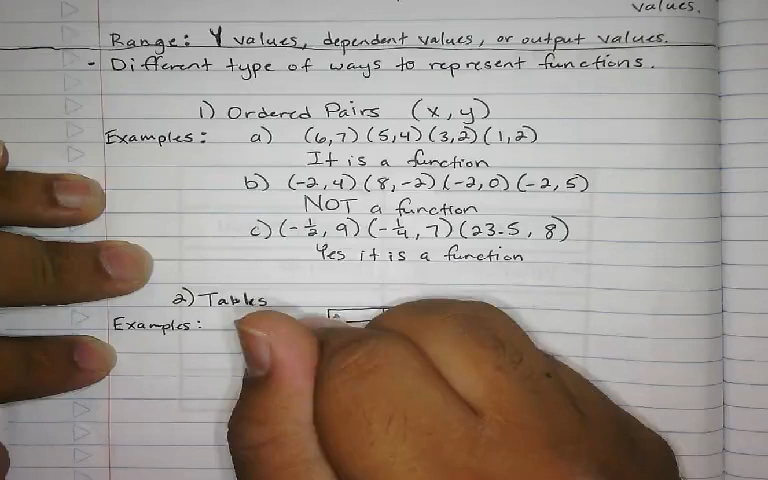 values.
Range: Y values, dependent values, or output values.
- Different type of ways to represent functions.
1) Ordered Pairs (x, y)
Examples: a) (6,7) (5,4) (3,2) (1,2)
It is a function
b) (-2,4) (8,-2) (-2,0) (-2,5)
NOT a function
c) (-1/2, 9) (-1/4, 7) (23.5, 8)
Yes it is a function
2) Tables
Examples: